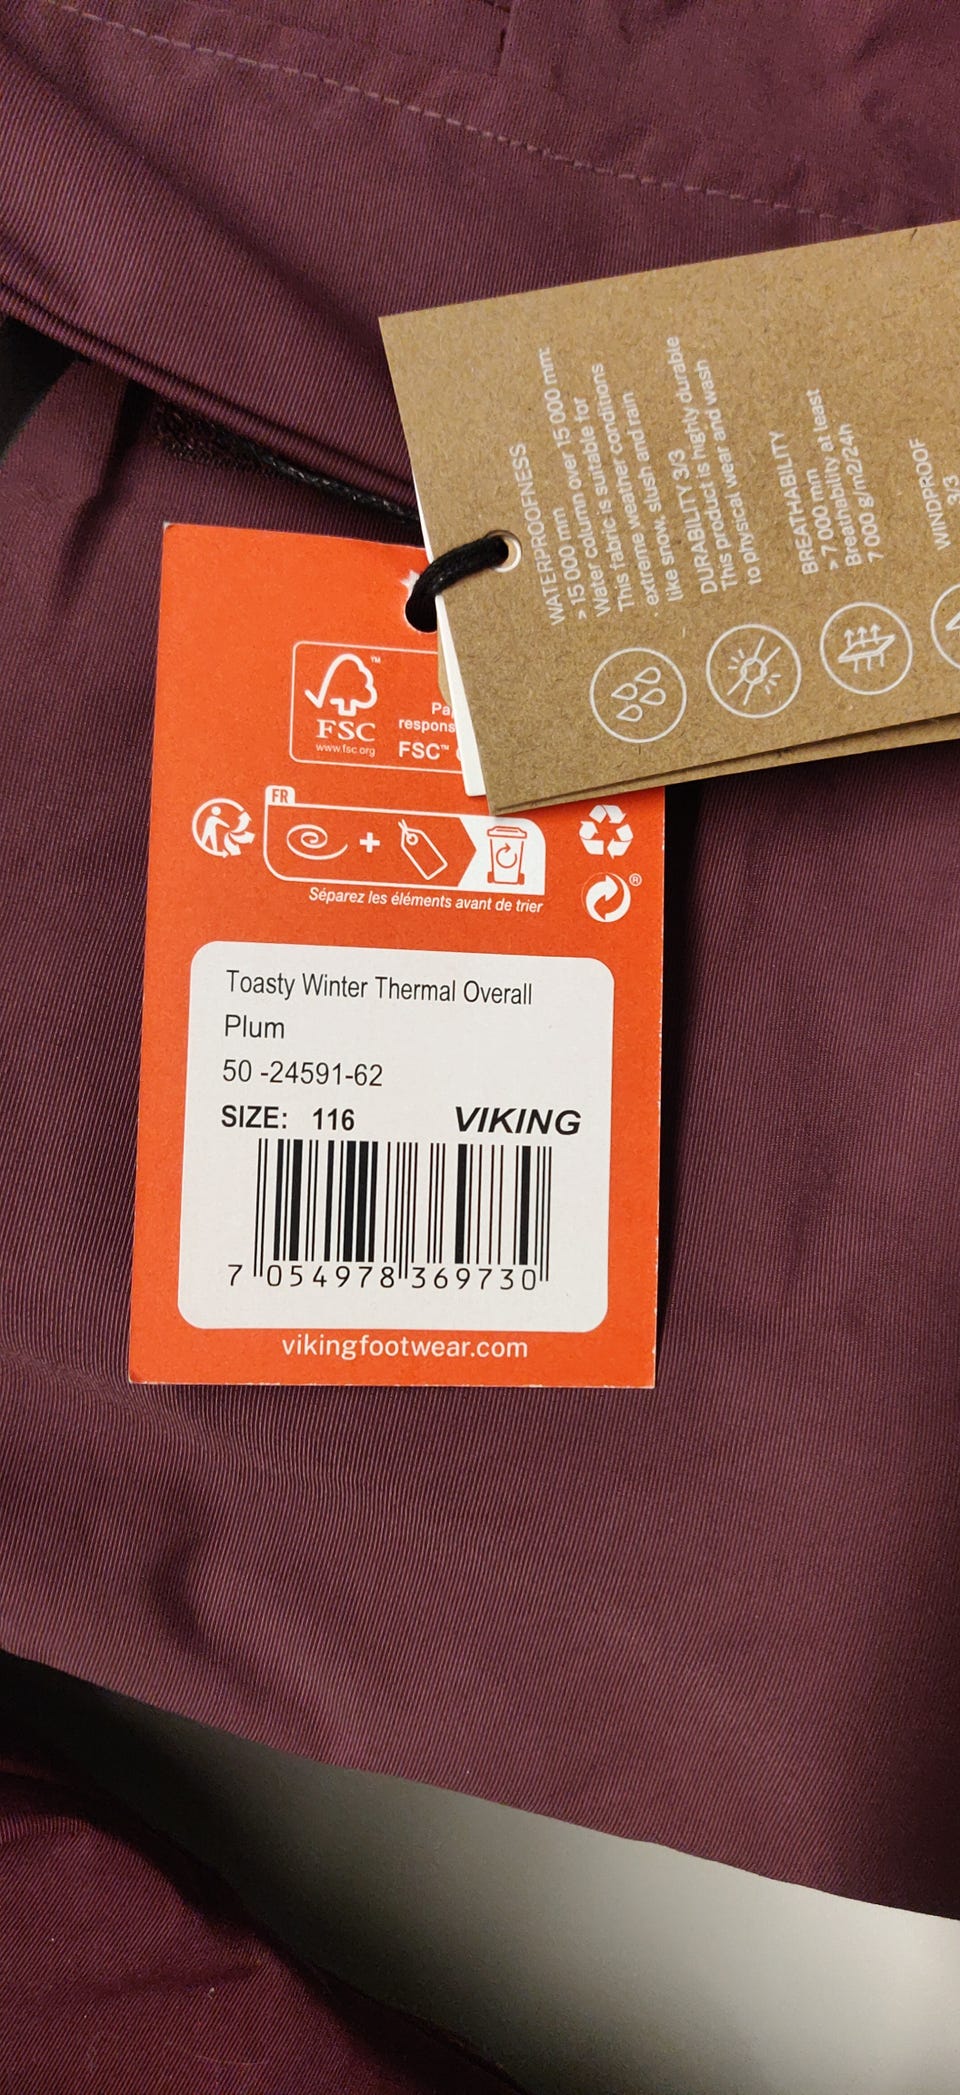 WATERPROOFNESS
> 15 000 mm
Water column over 15 000 mm:
This fabric is suitable for
extreme weather conditions
like snow, slush and rain
DURABILITY 3/3
This product is highly durable
to physical wear and wash
BREATHABILITY
> 7 000 mm
Breathability at least
7 000 g/m2/24h
WINDPROOF
3/3
FSC
™
www.fsc.org
respons
FSC™
FR
+
Séparez les éléments avant de trier
®
Toasty Winter Thermal Overall
Plum
50 -24591-62
SIZE: 116 VIKING
7 054978 369730
vikingfootwear.com